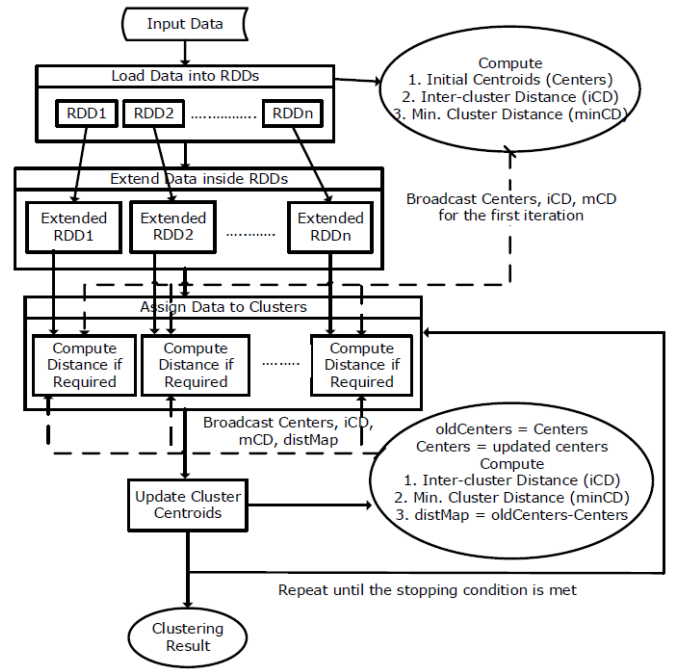 Input Data
Load Data into RDDs
RDD1
RDD2
..... ..........
RDDn
Compute
1. Initial Centroids (Centers)
2. Inter-cluster Distance (iCD)
3. Min. Cluster Distance (minCD)
Extend Data inside RDDs
Extended
RDD1
Extended
RDD2
..... ......
Extended
RDDn
Broadcast Centers, iCD, mCD
for the first iteration
Assign Data to Clusters
Compute
Distance if
Required
Compute
Distance if
Required
.........
Compute
Distance if
Required
Broadcast Centers, iCD,
mCD, distMap
oldCenters = Centers
Centers = updated centers
Compute
1. Inter-cluster Distance (iCD)
2. Min. Cluster Distance (minCD)
3. distMap = oldCenters-Centers
Update Cluster
Centroids
Repeat until the stopping condition is met
Clustering
Result